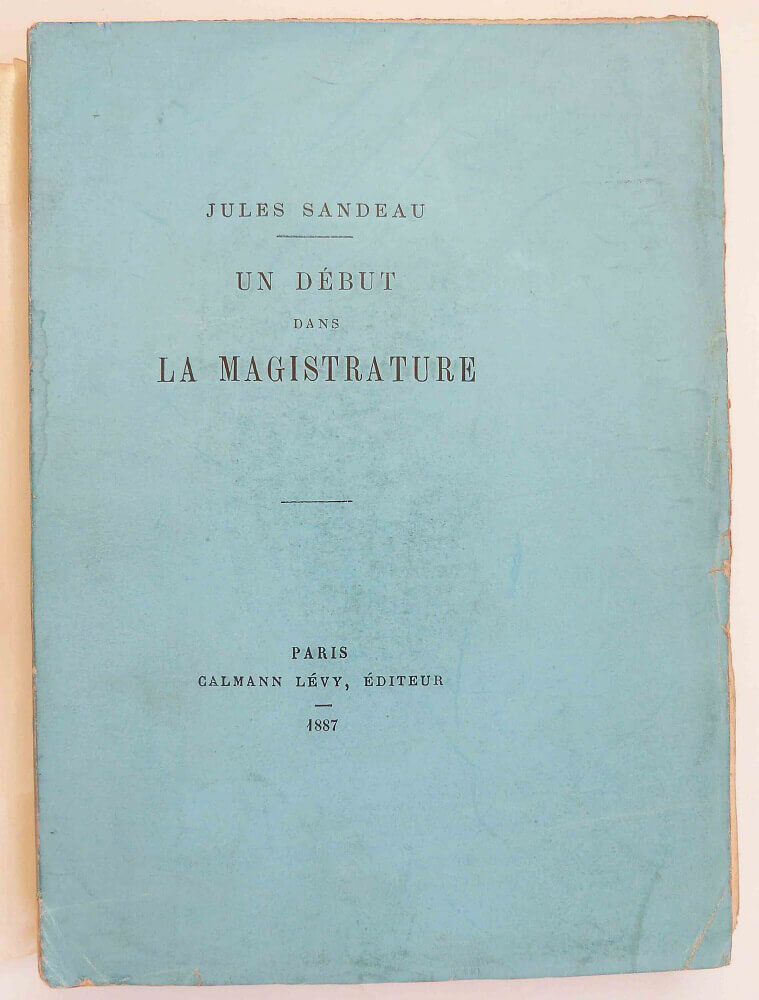 JULES SANDEAU
UN DÉBUT
DANS
LA MAGISTRATURE
PARIS
CALMANN LÉVY, ÉDITEUR
1887